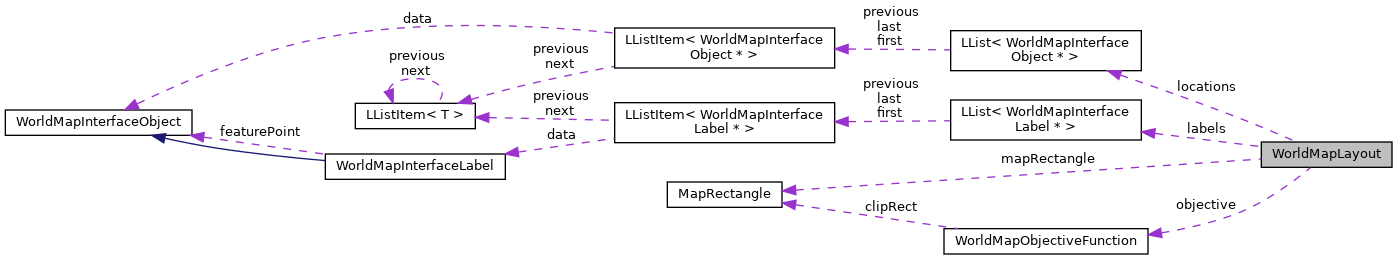 data
previous
next
previous
next
LListItem< WorldMapInterface
Object * >
previous
last
first
LList< WorldMapInterface
Object * >
locations
WorldMapInterfaceObject
LListItem< T >
previous
next
LListItem< WorldMapInterface
Label * >
previous
last
first
LList< WorldMapInterface
Label * >
labels
featurePoint
data
WorldMapInterfaceLabel
WorldMapLayout
mapRectangle
MapRectangle
clipRect
objective
WorldMapObjectiveFunction